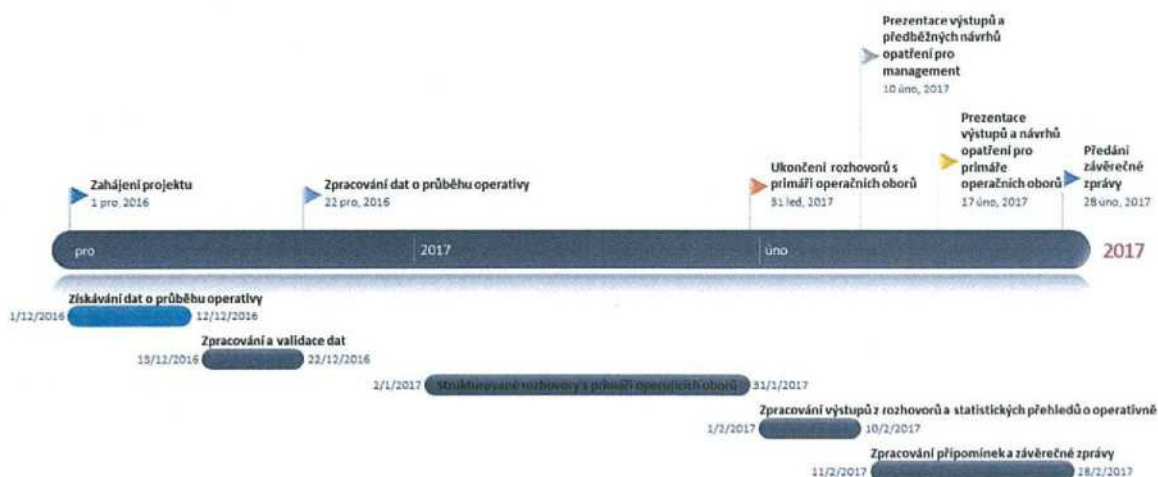 Prezentace výstupů a
předběžných návrhů
opatření pro
management
10 úno, 2017
Zahájení projektu
1 pro, 2016
Zpracování dat o průběhu operativy
22 pro, 2016
Ukončení rozhovorů s
primáři operačních oborů
31 led, 2017
Prezentace
výstupů a návrhů
opatření pro
primáře
operačních oborů
17 úno, 2017
Předání
závěrečné
zprávy
28 úno, 2017
pro
2017
úno
2017
Získávání dat o průběhu operativy
1/12/2016
12/12/2016
Zpracování a validace dat
13/12/2016
22/12/2016
2/1/2017
Strukturované rozhovory s primáři operujících oborů
31/1/2017
Zpracování výstupů z rozhovorů a statistických přehledů o operativně
1/2/2017
10/2/2017
Zpracování připomínek a závěrečné zprávy
11/2/2017
28/2/2017